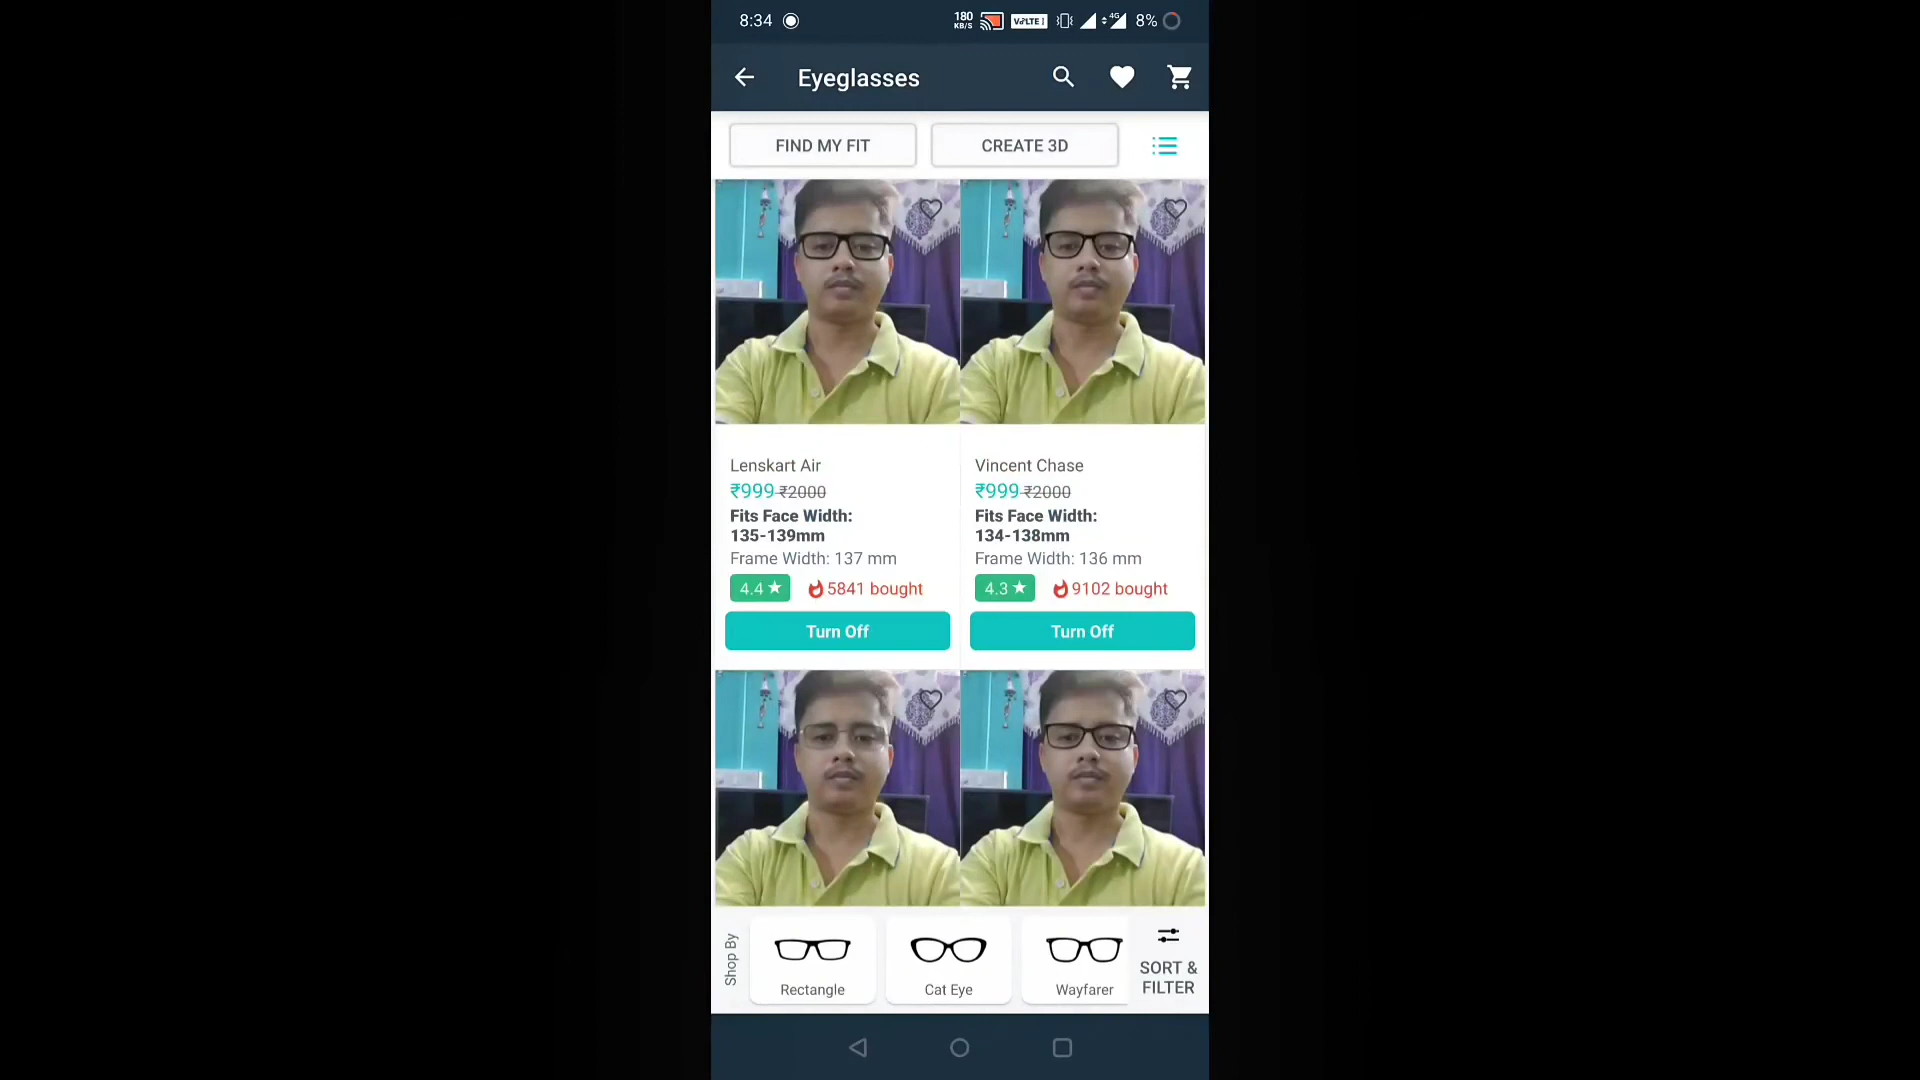 8:34
180 KB/S
VoLTE
4G
8%
Eyeglasses
FIND MY FIT
CREATE 3D
Lenskart Air
₹999 ₹2000
Fits Face Width:
135-139mm
Frame Width: 137 mm
4.4 ★ 5841 bought
Turn Off
Vincent Chase
₹999 ₹2000
Fits Face Width:
134-138mm
Frame Width: 136 mm
4.3 ★ 9102 bought
Turn Off
Shop By
Rectangle
Cat Eye
Wayfarer
SORT &
FILTER